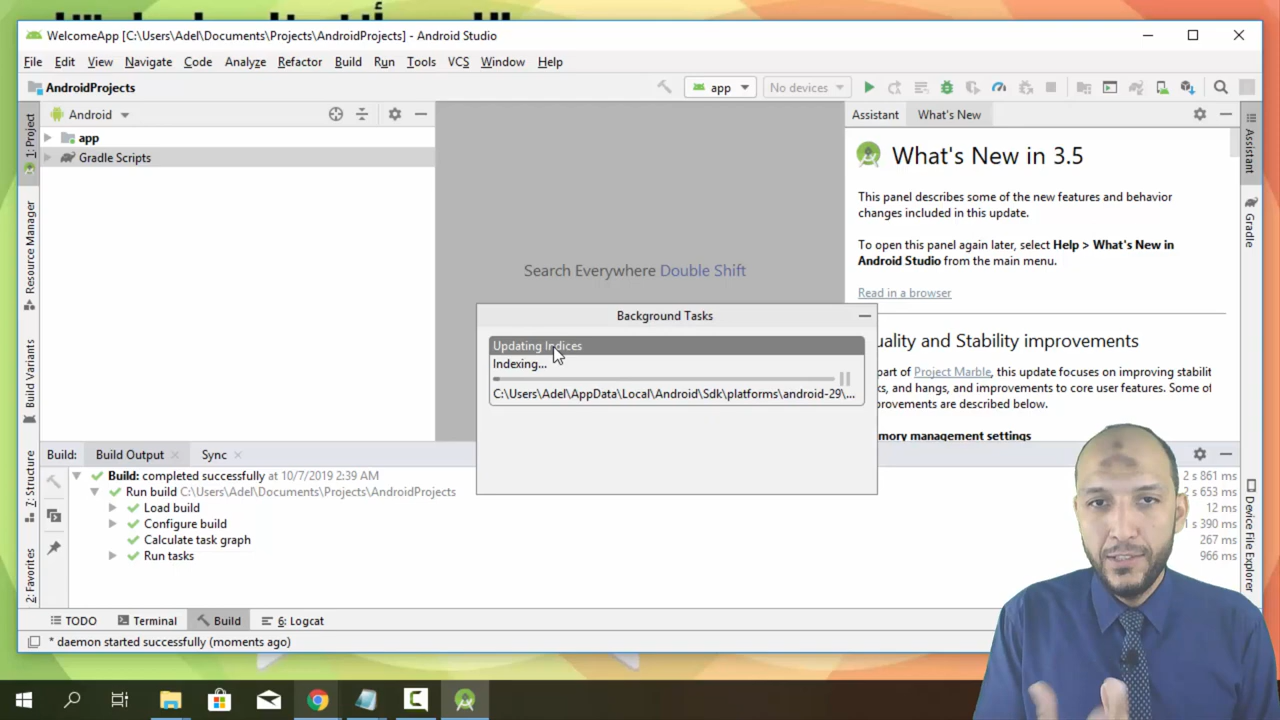 WelcomeApp [C:\Users\Adel\Documents\Projects\AndroidProjects] - Android Studio
File Edit View Navigate Code Analyze Refactor Build Run Tools VCS Window Help
AndroidProjects
app
No devices
1: Project
Resource Manager
Build Variants
7: Structure
2: Favorites
Android
app
Gradle Scripts
Search Everywhere Double Shift
Assistant What's New
What's New in 3.5
This panel describes some of the new features and behavior
changes included in this update.
To open this panel again later, select Help > What's New in
Android Studio from the main menu.
Read in a browser
uality and Stability improvements
part of Project Marble, this update focuses on improving stabilit
ks, and hangs, and improvements to core user features. Some of
provements are described below.
mory management settings
Assistant
Gradle
Device File Explorer
Background Tasks
Updating Indices
Indexing...
C:\Users\Adel\AppData\Local\Android\Sdk\platforms\android-29\...
Build: Build Output Sync
Build: completed successfully at 10/7/2019 2:39 AM
2 s 861 ms
Run build C:\Users\Adel\Documents\Projects\AndroidProjects
2 s 653 ms
Load build
12 ms
Configure build
1 s 390 ms
Calculate task graph
267 ms
Run tasks
966 ms
TODO Terminal Build 6: Logcat
* daemon started successfully (moments ago)